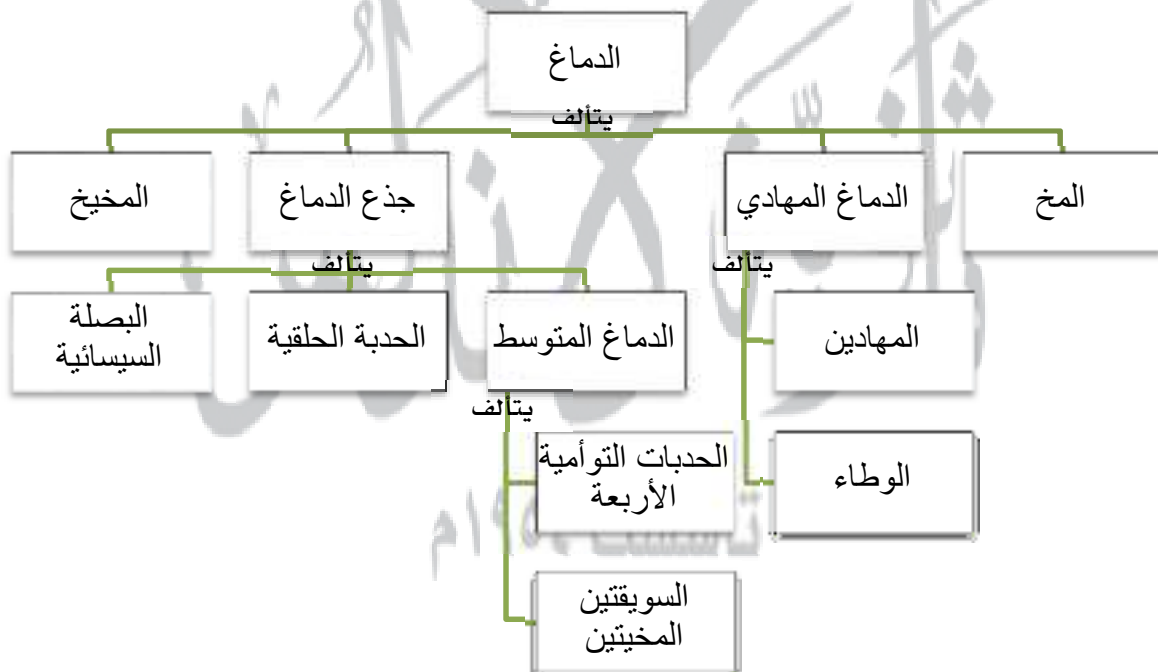 الدماغ
يتألف
المخ
الدماغ المهادي
جذع الدماغ
المخيخ
يتألف
يتألف
المهادين
الدماغ المتوسط
الحدبة الحلقية
البصلة
السيسائية
يتألف
الوطاء
الحدبات التوأمية
الأربعة
السويقتين
المخيتين